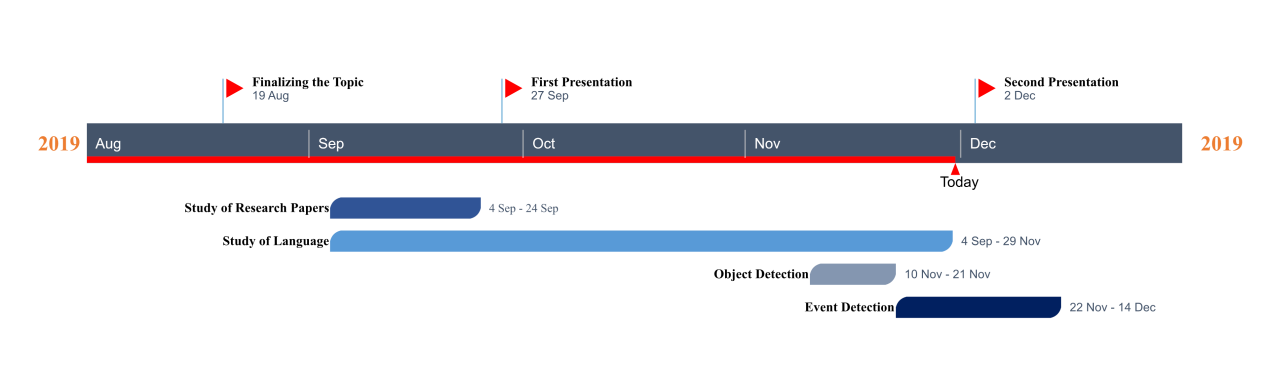 Finalizing the Topic
19 Aug
First Presentation
27 Sep
Second Presentation
2 Dec
2019 Aug Sep Oct Nov Dec 2019
Today
Study of Research Papers 4 Sep - 24 Sep
Study of Language 4 Sep - 29 Nov
Object Detection 10 Nov - 21 Nov
Event Detection 22 Nov - 14 Dec